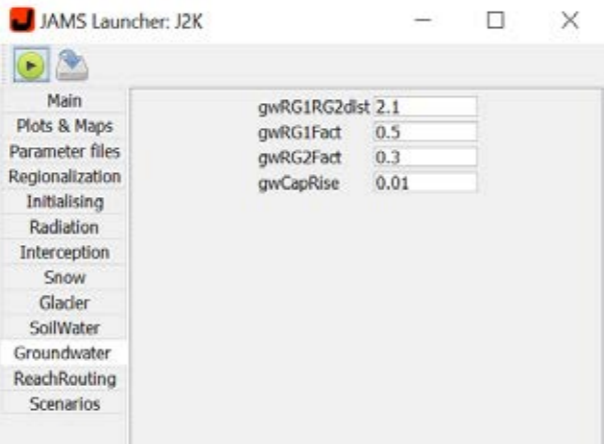 JAMS Launcher: J2K
Main
Plots & Maps
Parameter files
Regionalization
Initialising
Radiation
Interception
Snow
Glacier
SoilWater
Groundwater
ReachRouting
Scenarios
gwRG1RG2dist 2.1
gwRG1Fact 0.5
gwRG2Fact 0.3
gwCapRise 0.01